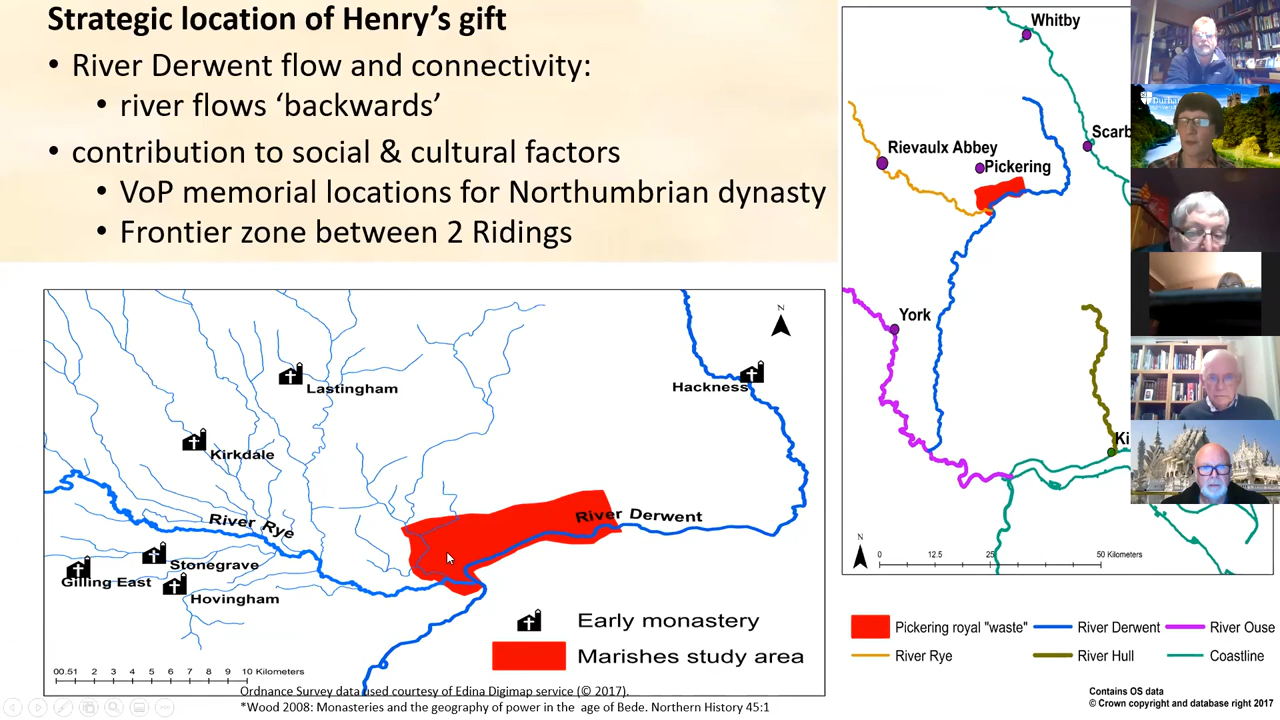 Strategic location of Henry's gift
• River Derwent flow and connectivity:
• river flows 'backwards'
• contribution to social & cultural factors
• VoP memorial locations for Northumbrian dynasty
• Frontier zone between 2 Ridings
N
Lastingham
Hackness
Kirkdale
River Rye
River Derwent
Stonegrave
Gilling East
Hovingham
Early monastery
Marishes study area
00.51 2 3 4 5 6 7 8 9 10 Kilometers
Ordnance Survey data used courtesy of Edina Digimap service (© 2017).
*Wood 2008: Monasteries and the geography of power in the age of Bede. Northern History 45:1
Whitby
Scarb
Rievaulx Abbey
Pickering
York
Ki
N
0 12.5 25 50 Kilometers
Pickering royal "waste"
River Derwent
River Ouse
River Rye
River Hull
Coastline
Contains OS data
© Crown copyright and database right 2017